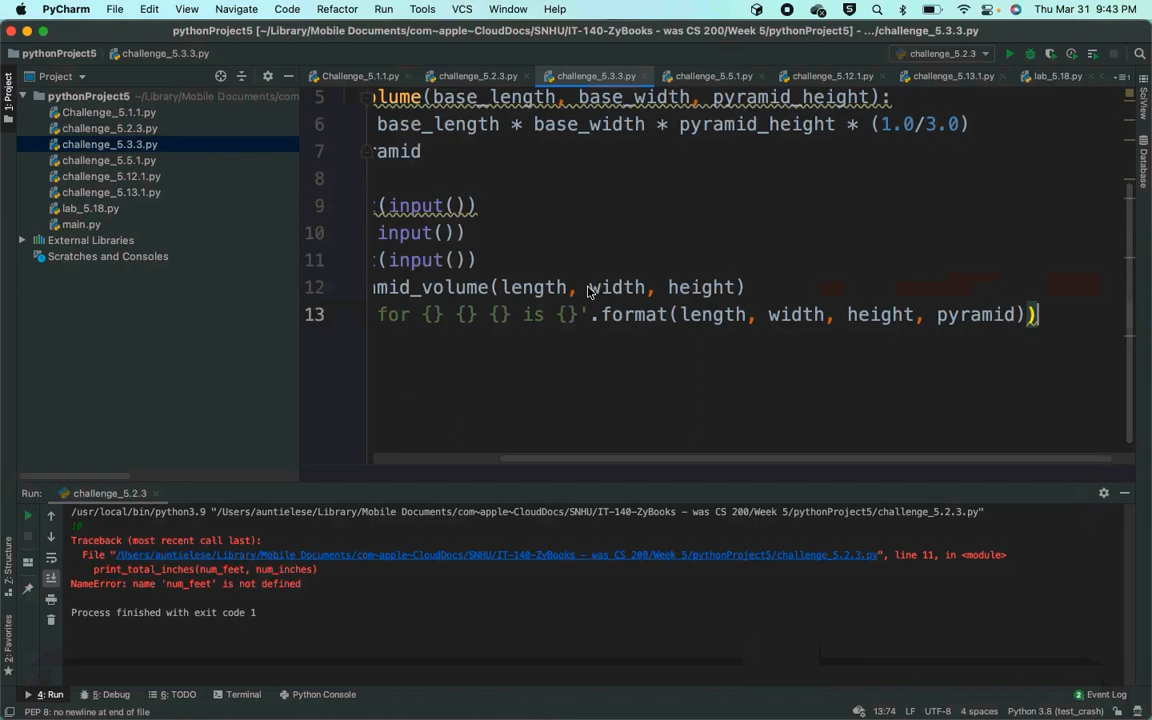 PyCharm File Edit View Navigate Code Refactor Run Tools VCS Window Help Thu Mar 31 9:43 PM
pythonProject5 [~/Library/Mobile Documents/com~apple~CloudDocs/SNHU/IT-140-ZyBooks - was CS 200/Week 5/pythonProject5] - .../challenge_5.3.3.py
pythonProject5 challenge_5.3.3.py challenge_5.2.3
1: Project
Project
Challenge_5.1.1.py challenge_5.2.3.py challenge_5.3.3.py challenge_5.5.1.py challenge_5.12.1.py challenge_5.13.1.py lab_5.18.py
pythonProject5 ~/Library/Mobile Documents/com
Challenge_5.1.1.py
challenge_5.2.3.py
challenge_5.3.3.py
challenge_5.5.1.py
challenge_5.12.1.py
challenge_5.13.1.py
lab_5.18.py
main.py
External Libraries
Scratches and Consoles
5 olume(base_length, base_width, pyramid_height):
6 base_length * base_width * pyramid_height * (1.0/3.0)
7 ramid
8
9 t(input())
10 input())
11 t(input())
12 amid_volume(length, width, height)
13 for {} {} {} is {}'.format(length, width, height, pyramid))
SciView
Database
Run: challenge_5.2.3
/usr/local/bin/python3.9 "/Users/auntielese/Library/Mobile Documents/com~apple~CloudDocs/SNHU/IT-140-ZyBooks - was CS 200/Week 5/pythonProject5/challenge_5.2.3.py"
10
Traceback (most recent call last):
File "/Users/auntielese/Library/Mobile Documents/com~apple~CloudDocs/SNHU/IT-140-ZyBooks - was CS 200/Week 5/pythonProject5/challenge_5.2.3.py", line 11, in <module>
print_total_inches(num_feet, num_inches)
NameError: name 'num_feet' is not defined
Process finished with exit code 1
Z: Structure
2: Favorites
4: Run 5: Debug 6: TODO Terminal Python Console 2 Event Log
PEP 8: no newline at end of file 13:74 LF UTF-8 4 spaces Python 3.8 (test_crash)